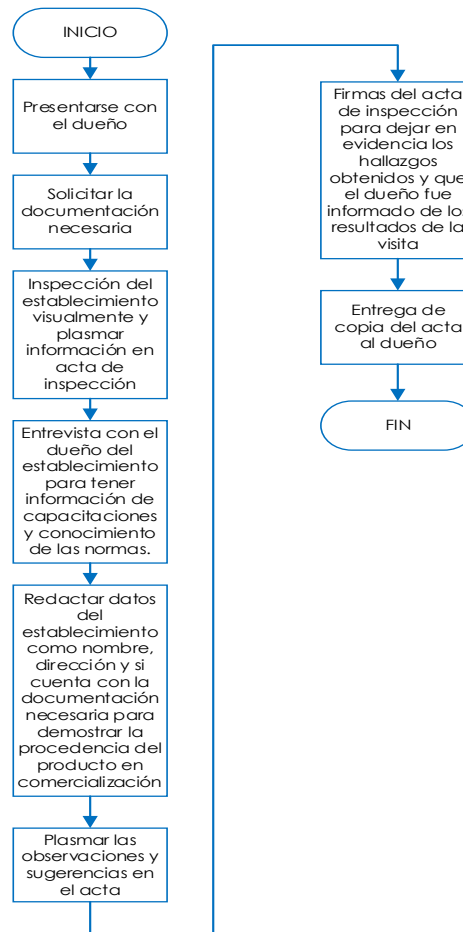 INICIO
Presentarse con
el dueño
Solicitar la
documentación
necesaria
Inspección del
establecimiento
visualmente y
plasmar
información en
acta de
inspección
Entrevista con el
dueño del
establecimiento
para tener
información de
capacitaciones
y conocimiento
de las normas.
Redactar datos
del
establecimiento
como nombre,
dirección y si
cuenta con la
documentación
necesaria para
demostrar la
procedencia del
producto en
comercialización
Plasmar las
observaciones y
sugerencias en
el acta
Firmas del acta
de inspección
para dejar en
evidencia los
hallazgos
obtenidos y que
el dueño fue
informado de los
resultados de la
visita
Entrega de
copia del acta
al dueño
FIN